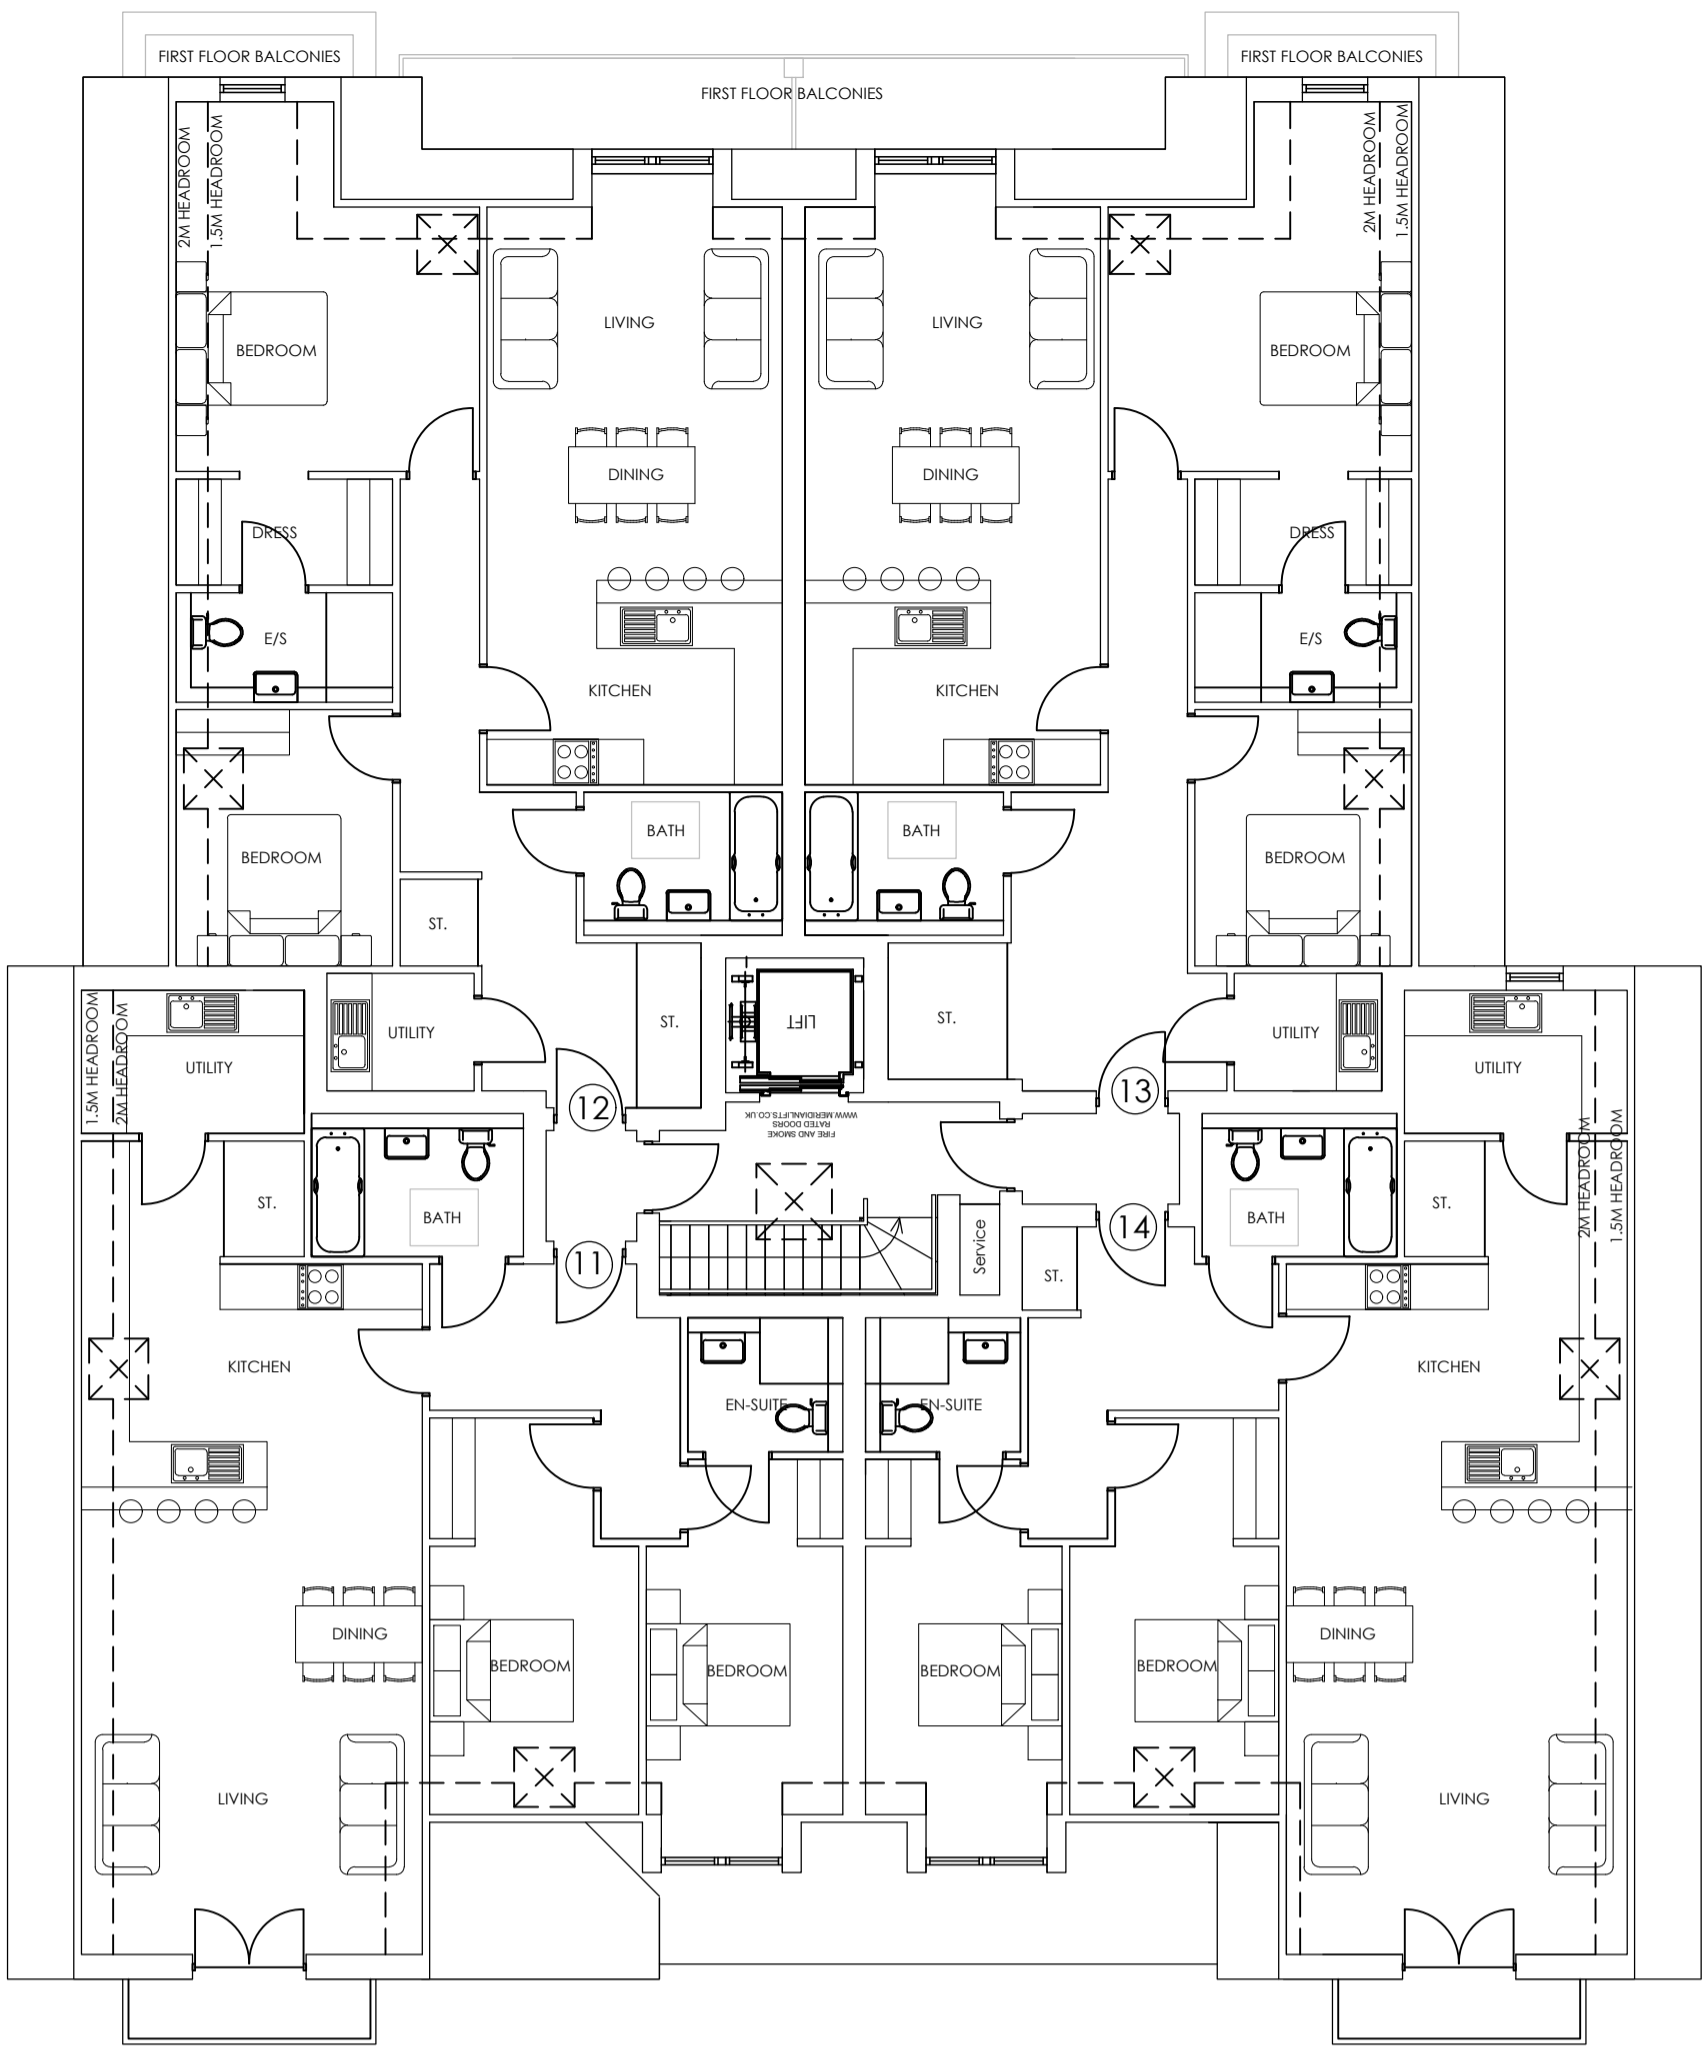 FIRST FLOOR BALCONIES
FIRST FLOOR BALCONIES
FIRST FLOOR BALCONIES
2M HEADROOM
1.5M HEADROOM
2M HEADROOM
1.5M HEADROOM
LIVING
LIVING
BEDROOM
BEDROOM
DINING
DINING
DRESS
DRESS
E/S
E/S
KITCHEN
KITCHEN
BATH
BATH
BEDROOM
BEDROOM
ST.
ST.
LIFT
ST.
UTILITY
UTILITY
1.5M HEADROOM
2M HEADROOM
UTILITY
UTILITY
12
13
FIRE AND SMOKE
RATED DOORS
WWW.MERIDIANLIFTS.CO.UK
2M HEADROOM
1.5M HEADROOM
ST.
BATH
BATH
ST.
11
14
Service
ST.
KITCHEN
KITCHEN
EN-SUITE
EN-SUITE
DINING
DINING
BEDROOM
BEDROOM
BEDROOM
BEDROOM
LIVING
LIVING